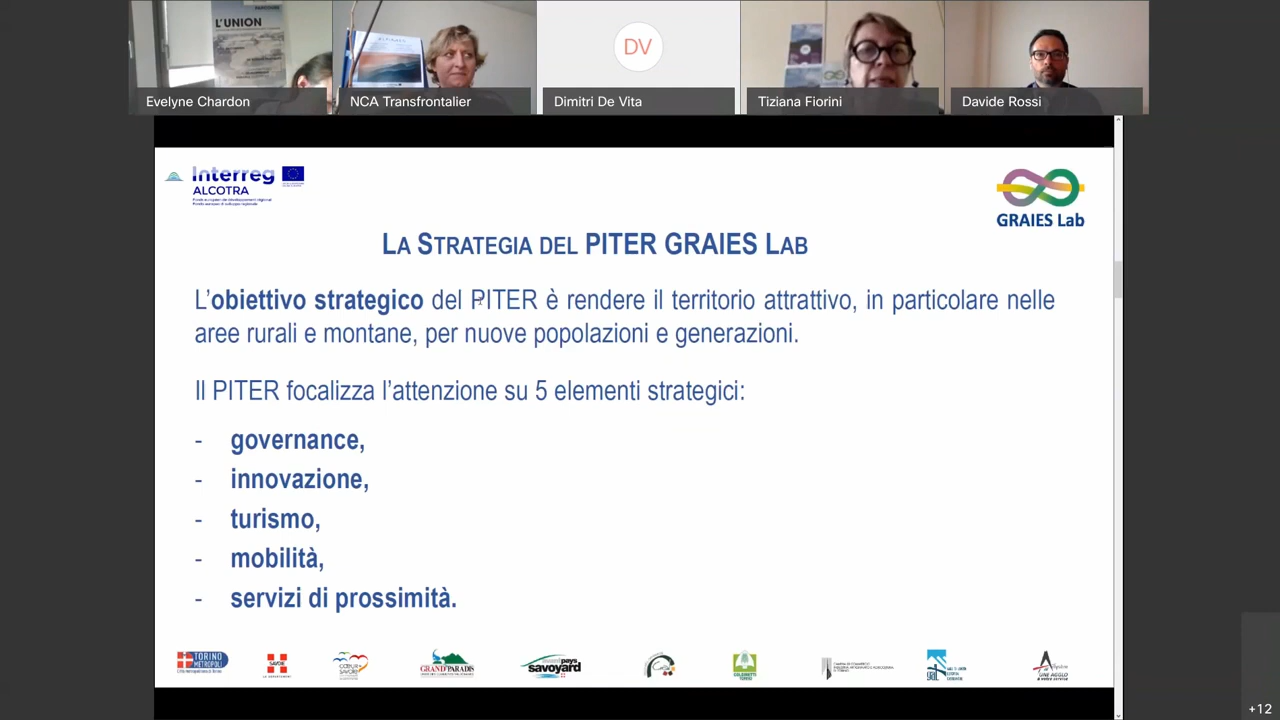 L'UNION
Evelyne Chardon
NCA Transfrontalier
DV
Dimitri De Vita
Tiziana Fiorini
Davide Rossi
Interreg
ALCOTRA
GRAIES Lab
LA STRATEGIA DEL PITER GRAIES LAB
L'obiettivo strategico del PITER è rendere il territorio attrattivo, in particolare nelle
aree rurali e montane, per nuove popolazioni e generazioni.
Il PITER focalizza l'attenzione su 5 elementi strategici:
- governance,
- innovazione,
- turismo,
- mobilità,
- servizi di prossimità.
TORINO
METROPOLI
SAVOIE
CŒUR
SAVOIE
GRAND PARADIS
pays
savoyard
+12